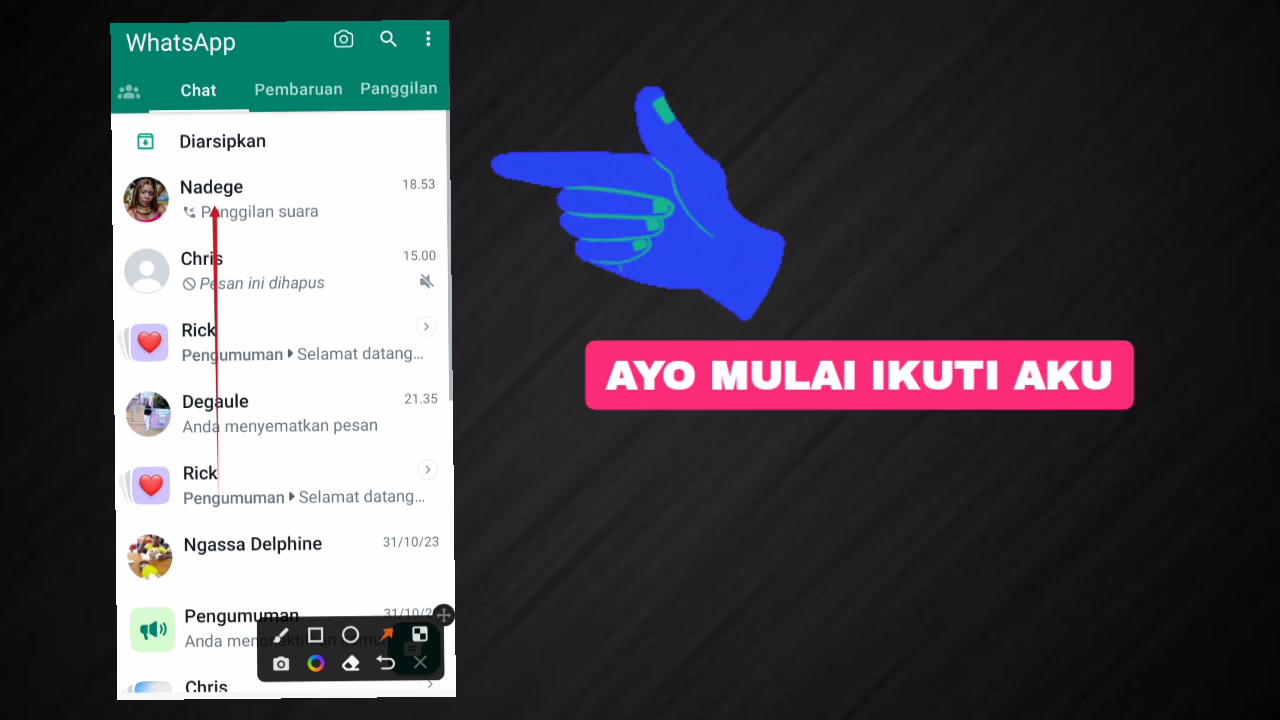 WhatsApp
Chat Pembaruan Panggilan
Diarsipkan
Nadege 18.53
Panggilan suara
Chris 15.00
Pesan ini dihapus
Rick
Pengumuman Selamat datang...
Degaule 21.35
Anda menyematkan pesan
Rick
Pengumuman Selamat datang...
Ngassa Delphine 31/10/23
Pengumuman
Anda
Chris
AYO MULAI IKUTI AKU